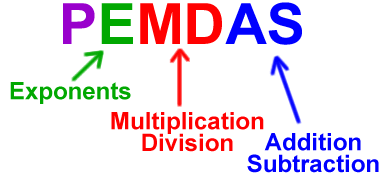 PEMDAS
Exponents
Multiplication
Division
Addition
Subtraction